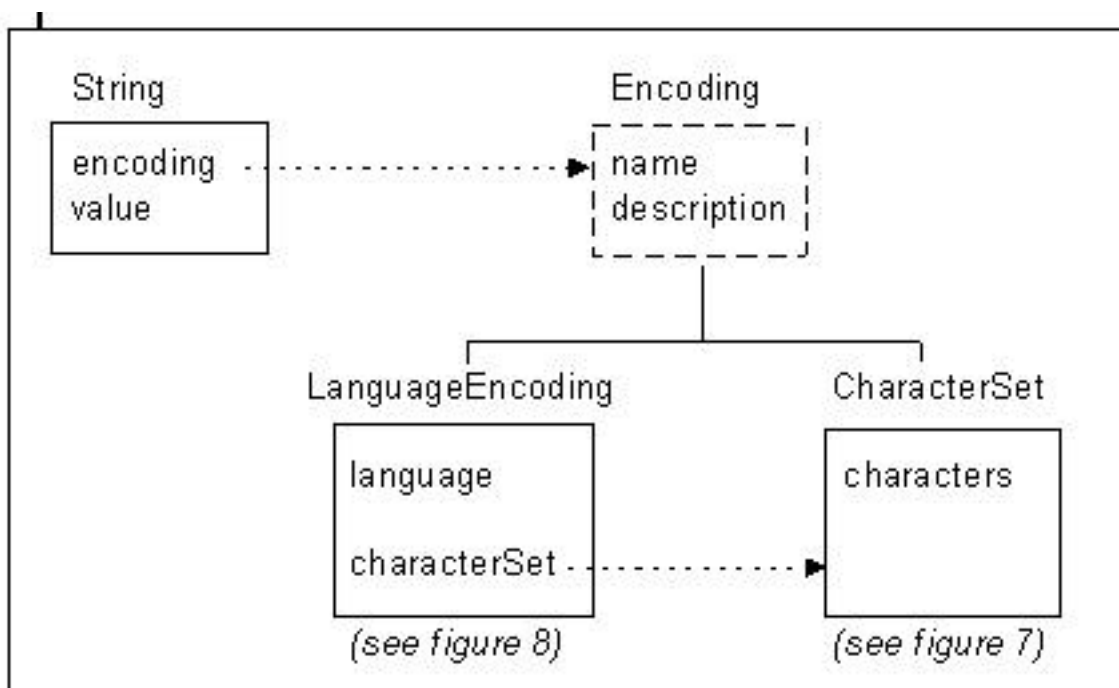 String
encoding
value
Encoding
name
description
LanguageEncoding
language
characterSet
(see figure 8)
CharacterSet
characters
(see figure 7)